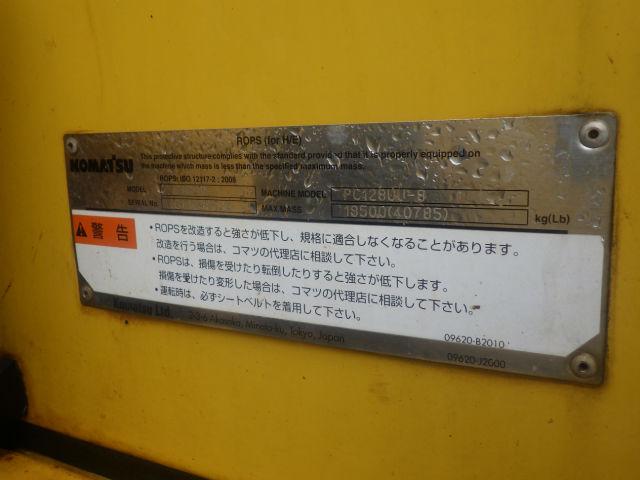 ROPS (for H/E)
KOMATSU
This protective structure complies with the standard provided that it is properly equipped on
the machine which mass is less than the specified maximum mass.
ROPS: ISO 12117-2 : 2008
MODEL
MACHINE MODEL PC128UU-8
SERIAL No.
MAX.MASS 18500(40785) kg(Lb)
警告
・ROPSを改造すると強さが低下し、規格に適合しなくなることがあります。
改造を行う場合は、コマツの代理店に相談して下さい。
・ROPSは、損傷を受けたり転倒したりすると強さが低下します。
損傷を受けたり変形した場合は、コマツの代理店に相談して下さい。
・運転時は、必ずシートベルトを着用して下さい。
09620-B2010
Komatsu Ltd. 2-3-6 Akasaka, Minato-ku, Tokyo, Japan
09620-J2G00